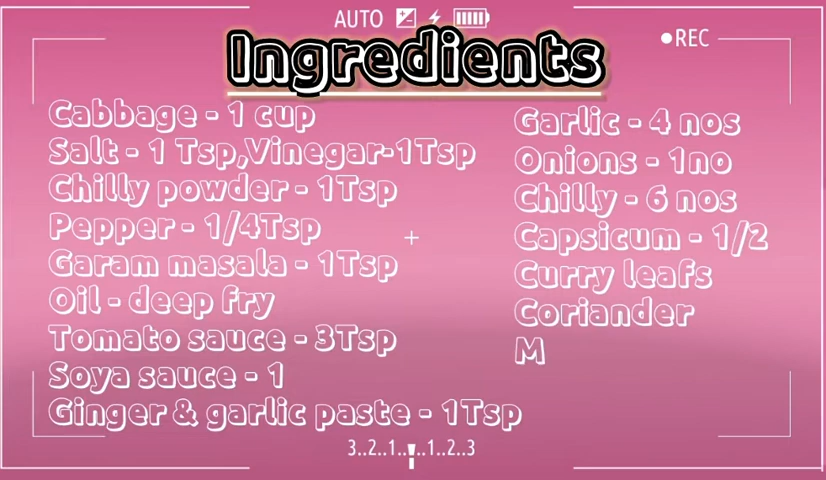 AUTO
REC
Ingredients
Cabbage - 1 cup
Salt - 1 Tsp,Vinegar-1Tsp
Chilly powder - 1Tsp
Pepper - 1/4Tsp
Garam masala - 1Tsp
Oil - deep fry
Tomato sauce - 3Tsp
Soya sauce - 1
Ginger & garlic paste - 1Tsp
Garlic - 4 nos
Onions - 1no
Chilly - 6 nos
Capsicum - 1/2
Curry leafs
Coriander
M
3..2..1..¡..1..2..3